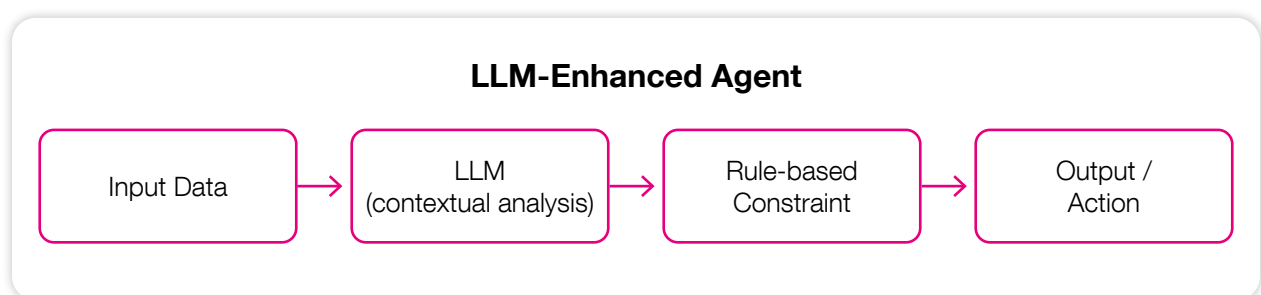 LLM-Enhanced Agent
Input Data
LLM
(contextual analysis)
Rule-based
Constraint
Output /
Action